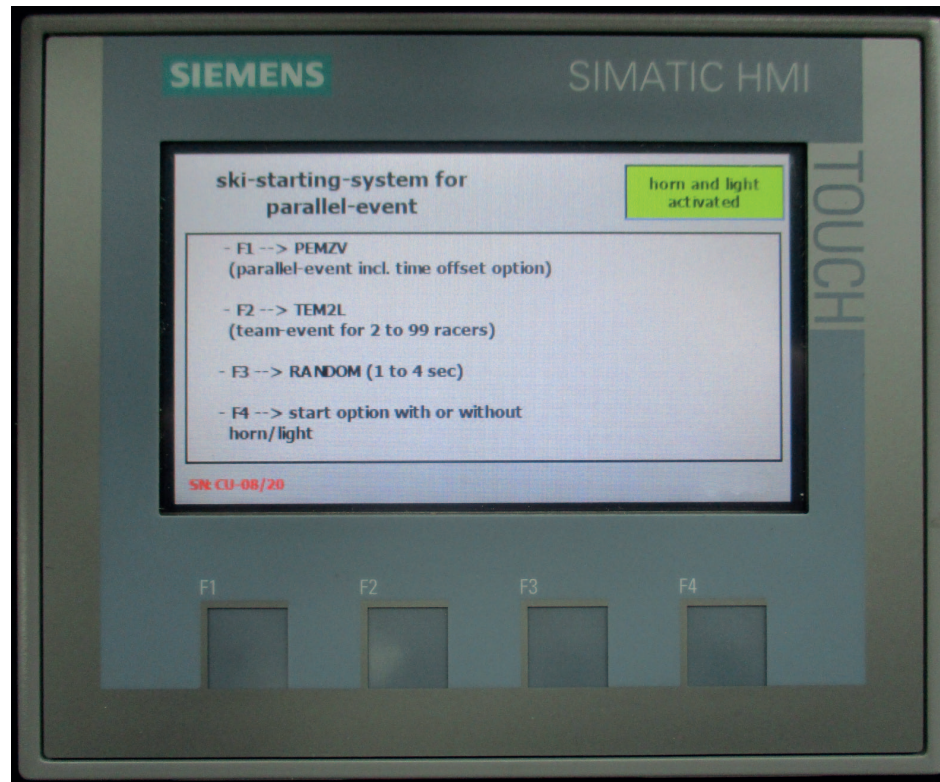 SIEMENS
SIMATIC HMI
TOUCH
ski-starting-system for
parallel-event
horn and light
activated
- F1 --> PEMZV
(parallel-event incl. time offset option)
- F2 --> TEM2L
(team-event for 2 to 99 racers)
- F3 --> RANDOM (1 to 4 sec)
- F4 --> start option with or without
horn/light
SN: CU-08/20
F1
F2
F3
F4